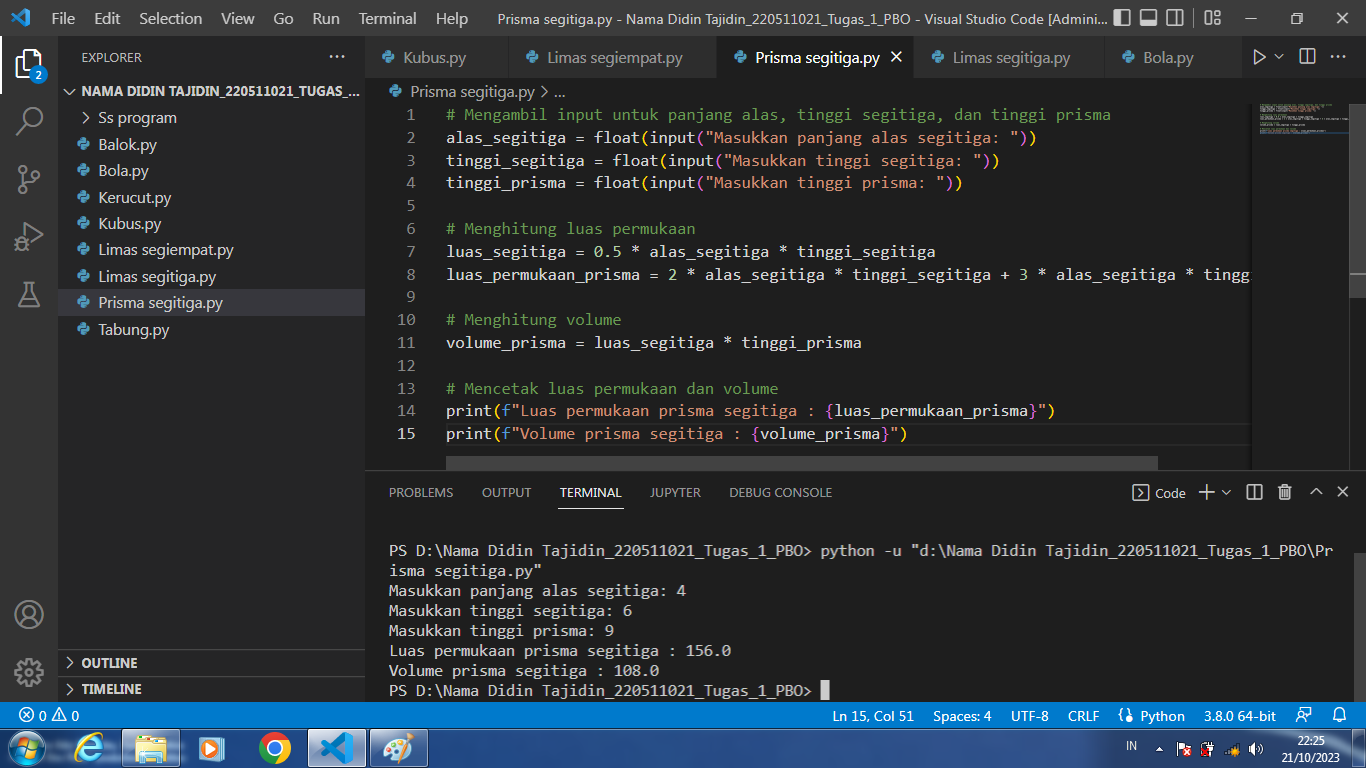 File Edit Selection View Go Run Terminal Help Prisma segitiga.py - Nama Didin Tajidin_220511021_Tugas_1_PBO - Visual Studio Code [Admini...
EXPLORER ...
Kubus.py Limas segiempat.py Prisma segitiga.py Limas segitiga.py Bola.py
2
NAMA DIDIN TAJIDIN_220511021_TUGAS_...
Ss program
Balok.py
Bola.py
Kerucut.py
Kubus.py
Limas segiempat.py
Limas segitiga.py
Prisma segitiga.py
Tabung.py
OUTLINE
TIMELINE
Prisma segitiga.py > ...
1 # Mengambil input untuk panjang alas, tinggi segitiga, dan tinggi prisma
2 alas_segitiga = float(input("Masukkan panjang alas segitiga: "))
3 tinggi_segitiga = float(input("Masukkan tinggi segitiga: "))
4 tinggi_prisma = float(input("Masukkan tinggi prisma: "))
5
6 # Menghitung luas permukaan
7 luas_segitiga = 0.5 * alas_segitiga * tinggi_segitiga
8 luas_permukaan_prisma = 2 * alas_segitiga * tinggi_segitiga + 3 * alas_segitiga * tingg
9
10 # Menghitung volume
11 volume_prisma = luas_segitiga * tinggi_prisma
12
13 # Mencetak luas permukaan dan volume
14 print(f"Luas permukaan prisma segitiga : {luas_permukaan_prisma}")
15 print(f"Volume prisma segitiga : {volume_prisma}")
PROBLEMS OUTPUT TERMINAL JUPYTER DEBUG CONSOLE Code
PS D:\Nama Didin Tajidin_220511021_Tugas_1_PBO> python -u "d:\Nama Didin Tajidin_220511021_Tugas_1_PBO\Pr
isma segitiga.py"
Masukkan panjang alas segitiga: 4
Masukkan tinggi segitiga: 6
Masukkan tinggi prisma: 9
Luas permukaan prisma segitiga : 156.0
Volume prisma segitiga : 108.0
PS D:\Nama Didin Tajidin_220511021_Tugas_1_PBO>
0 0 Ln 15, Col 51 Spaces: 4 UTF-8 CRLF Python 3.8.0 64-bit
IN 22:25
21/10/2023